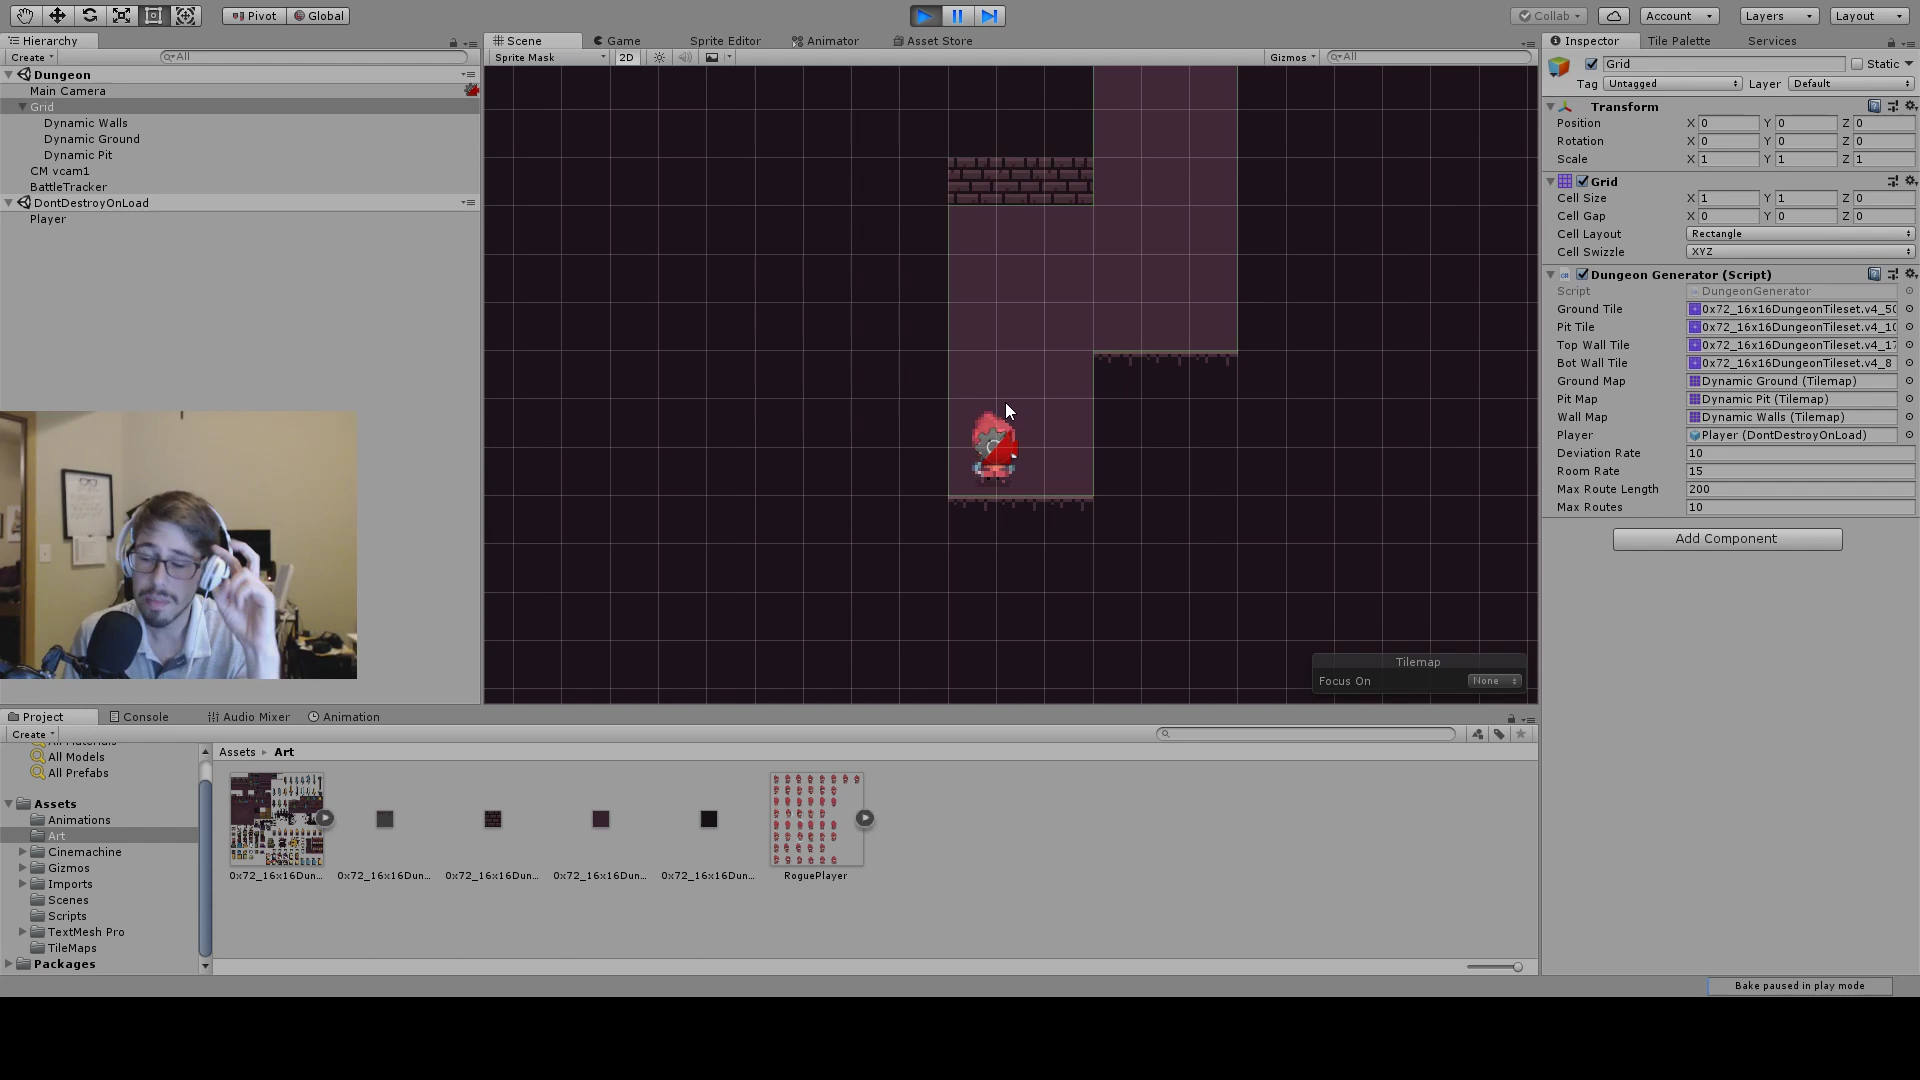 Pivot Global Collab Account Layers Layout
Hierarchy
Create All
Dungeon
Main Camera
Grid
Dynamic Walls
Dynamic Ground
Dynamic Pit
CM vcam1
BattleTracker
DontDestroyOnLoad
Player
Scene Game Sprite Editor Animator Asset Store
Sprite Mask 2D Gizmos All
Tilemap
Focus On None
Inspector Tile Palette Services
Grid Static
Tag Untagged Layer Default
Transform
Position X 0 Y 0 Z 0
Rotation X 0 Y 0 Z 0
Scale X 1 Y 1 Z 1
Grid
Cell Size X 1 Y 1 Z 0
Cell Gap X 0 Y 0 Z 0
Cell Layout Rectangle
Cell Swizzle XYZ
Dungeon Generator (Script)
Script DungeonGenerator
Ground Tile 0x72_16x16DungeonTileset.v4_50
Pit Tile 0x72_16x16DungeonTileset.v4_10
Top Wall Tile 0x72_16x16DungeonTileset.v4_17
Bot Wall Tile 0x72_16x16DungeonTileset.v4_8
Ground Map Dynamic Ground (Tilemap)
Pit Map Dynamic Pit (Tilemap)
Wall Map Dynamic Walls (Tilemap)
Player Player (DontDestroyOnLoad)
Deviation Rate 10
Room Rate 15
Max Route Length 200
Max Routes 10
Add Component
Project Console Audio Mixer Animation
Create
All Materials
All Models
All Prefabs
Assets
Animations
Art
Cinemachine
Gizmos
Imports
Scenes
Scripts
TextMesh Pro
TileMaps
Packages
Assets Art
0x72_16x16Dun... 0x72_16x16Dun... 0x72_16x16Dun... 0x72_16x16Dun... 0x72_16x16Dun... RoguePlayer
Bake paused in play mode